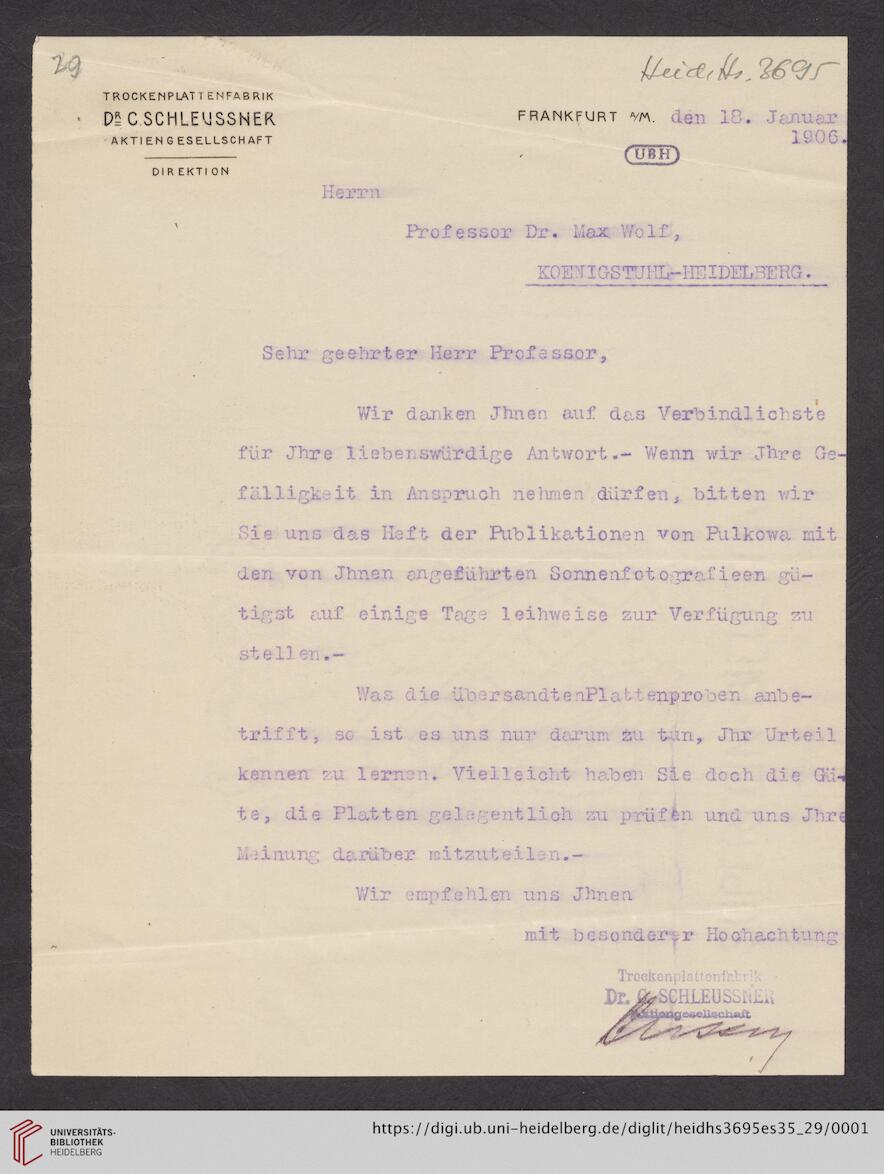 29
Heid. Hs. 3695
TROCKENPLATTENFABRIK
DR C. SCHLEUSSNER
AKTIENGESELLSCHAFT
DIREKTION
FRANKFURT A/M. den 18. Januar
1906.
UBH
Herrn
Professor Dr. Max Wolf,
KOENIGSTUHL-HEIDELBERG.
Sehr geehrter Herr Professor,
Wir danken Jhnen auf das Verbindlichste
für Jhre liebenswürdige Antwort.- Wenn wir Jhre Ge-
fälligkeit in Anspruch nehmen dürfen, bitten wir
Sie uns das Heft der Publikationen von Pulkowa mit
den von Jhnen angeführten Sonnenfotografieen gü-
tigst auf einige Tage leihweise zur Verfügung zu
stellen.-
Was die übersandtenPlattenproben anbe-
trifft, so ist es uns nur darum zu tun, Jhr Urteil
kennen zu lernen. Vielleicht haben Sie doch die Gü-
te, die Platten gelegentlich zu prüfen und uns Jhre
Meinung darüber mitzuteilen.-
Wir empfehlen uns Jhnen
mit besonderer Hochachtung
Trockenplattenfabrik
Dr. C. SCHLEUSSNER
Aktiengesellschaft
UNIVERSITÄTS-
BIBLIOTHEK
HEIDELBERG
https://digi.ub.uni-heidelberg.de/diglit/heidhs3695es35_29/0001